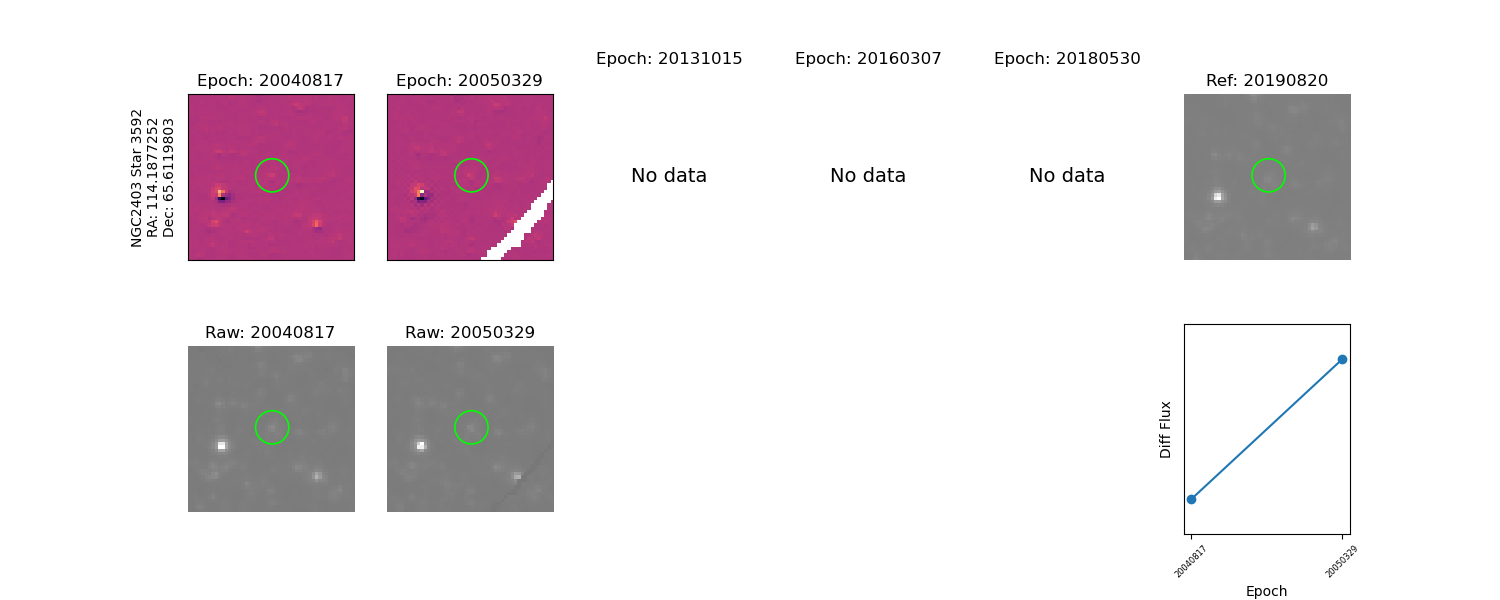 Epoch: 20040817
Epoch: 20050329
Epoch: 20131015
Epoch: 20160307
Epoch: 20180530
Ref: 20190820
NGC2403 Star 3592
RA: 114.1877252
Dec: 65.6119803
No data
No data
No data
Raw: 20040817
Raw: 20050329
Diff Flux
20040817
20050329
Epoch